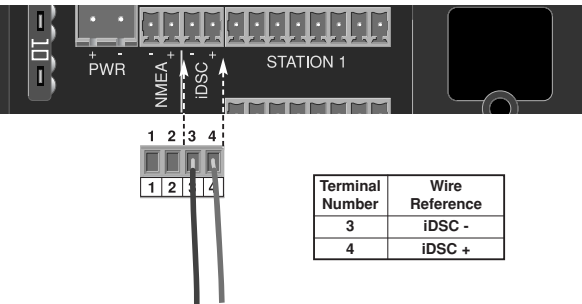 10
+ - - + - +
PWR
NMEA
iDSC
STATION 1
1 2 3 4
1 2 3 4
Terminal Number Wire Reference
3 iDSC -
4 iDSC +